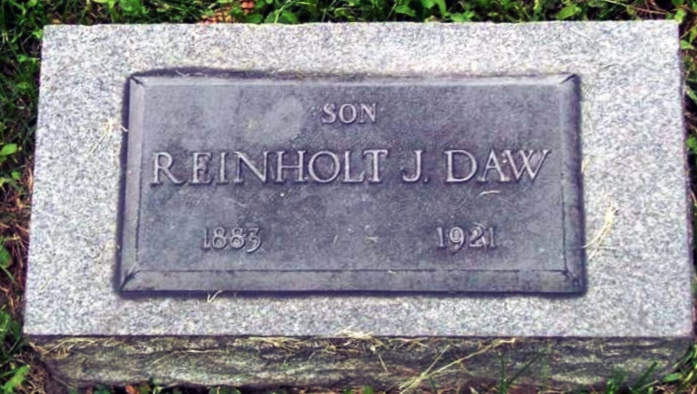 SON
REINHOLT J. DAW
1883 1921